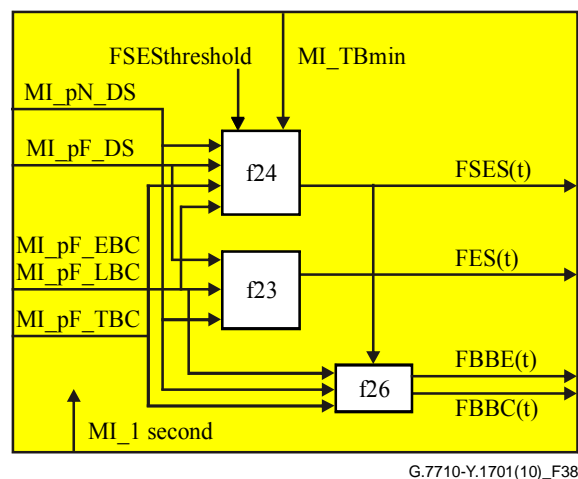 FSESthreshold
MI_TBmin
MI_pN_DS
MI_pF_DS
f24
FSES(t)
MI_pF_EBC
MI_pF_LBC
f23
FES(t)
MI_pF_TBC
f26
FBBE(t)
FBBC(t)
MI_1 second
G.7710-Y.1701(10)_F38